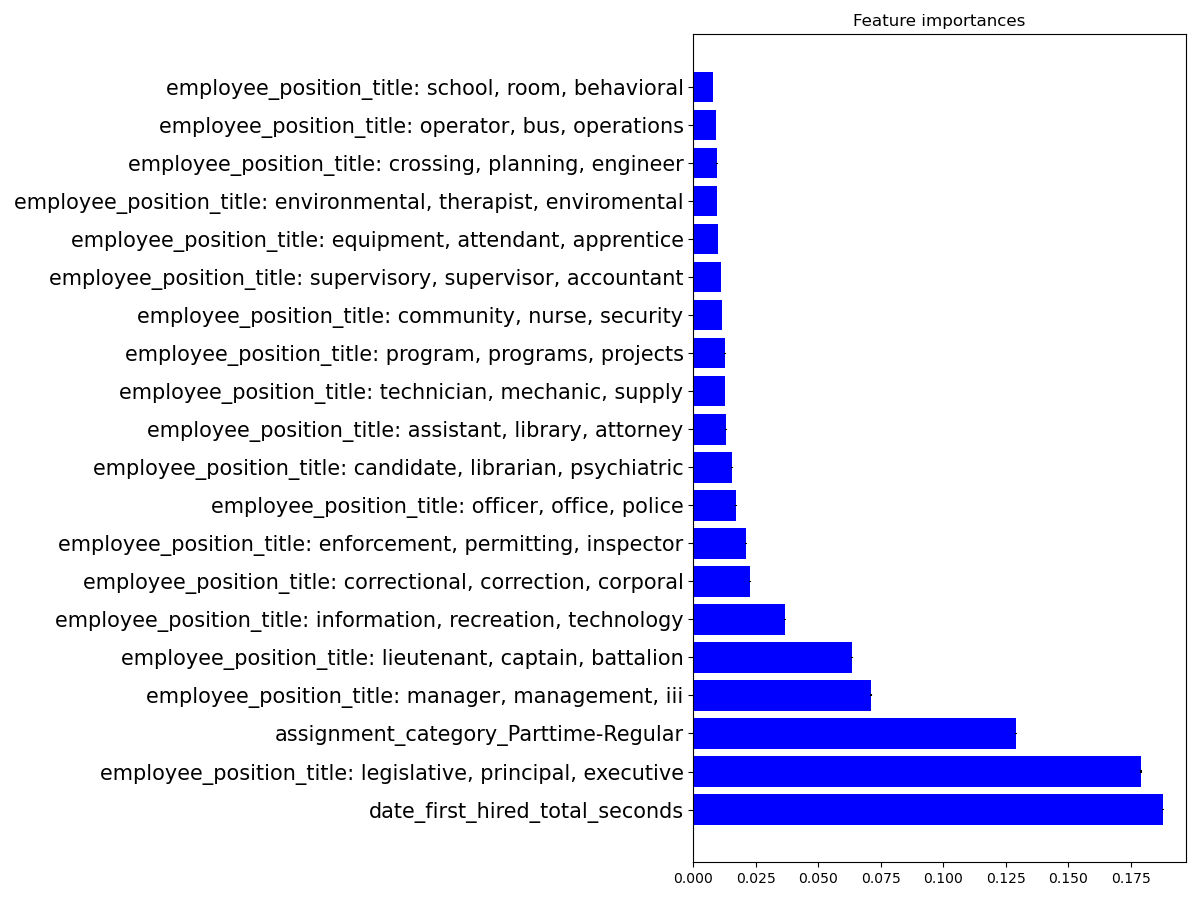 Feature importances
employee_position_title: school, room, behavioral
employee_position_title: operator, bus, operations
employee_position_title: crossing, planning, engineer
employee_position_title: environmental, therapist, enviromental
employee_position_title: equipment, attendant, apprentice
employee_position_title: supervisory, supervisor, accountant
employee_position_title: community, nurse, security
employee_position_title: program, programs, projects
employee_position_title: technician, mechanic, supply
employee_position_title: assistant, library, attorney
employee_position_title: candidate, librarian, psychiatric
employee_position_title: officer, office, police
employee_position_title: enforcement, permitting, inspector
employee_position_title: correctional, correction, corporal
employee_position_title: information, recreation, technology
employee_position_title: lieutenant, captain, battalion
employee_position_title: manager, management, iii
assignment_category_Parttime-Regular
employee_position_title: legislative, principal, executive
date_first_hired_total_seconds
0.000 0.025 0.050 0.075 0.100 0.125 0.150 0.175